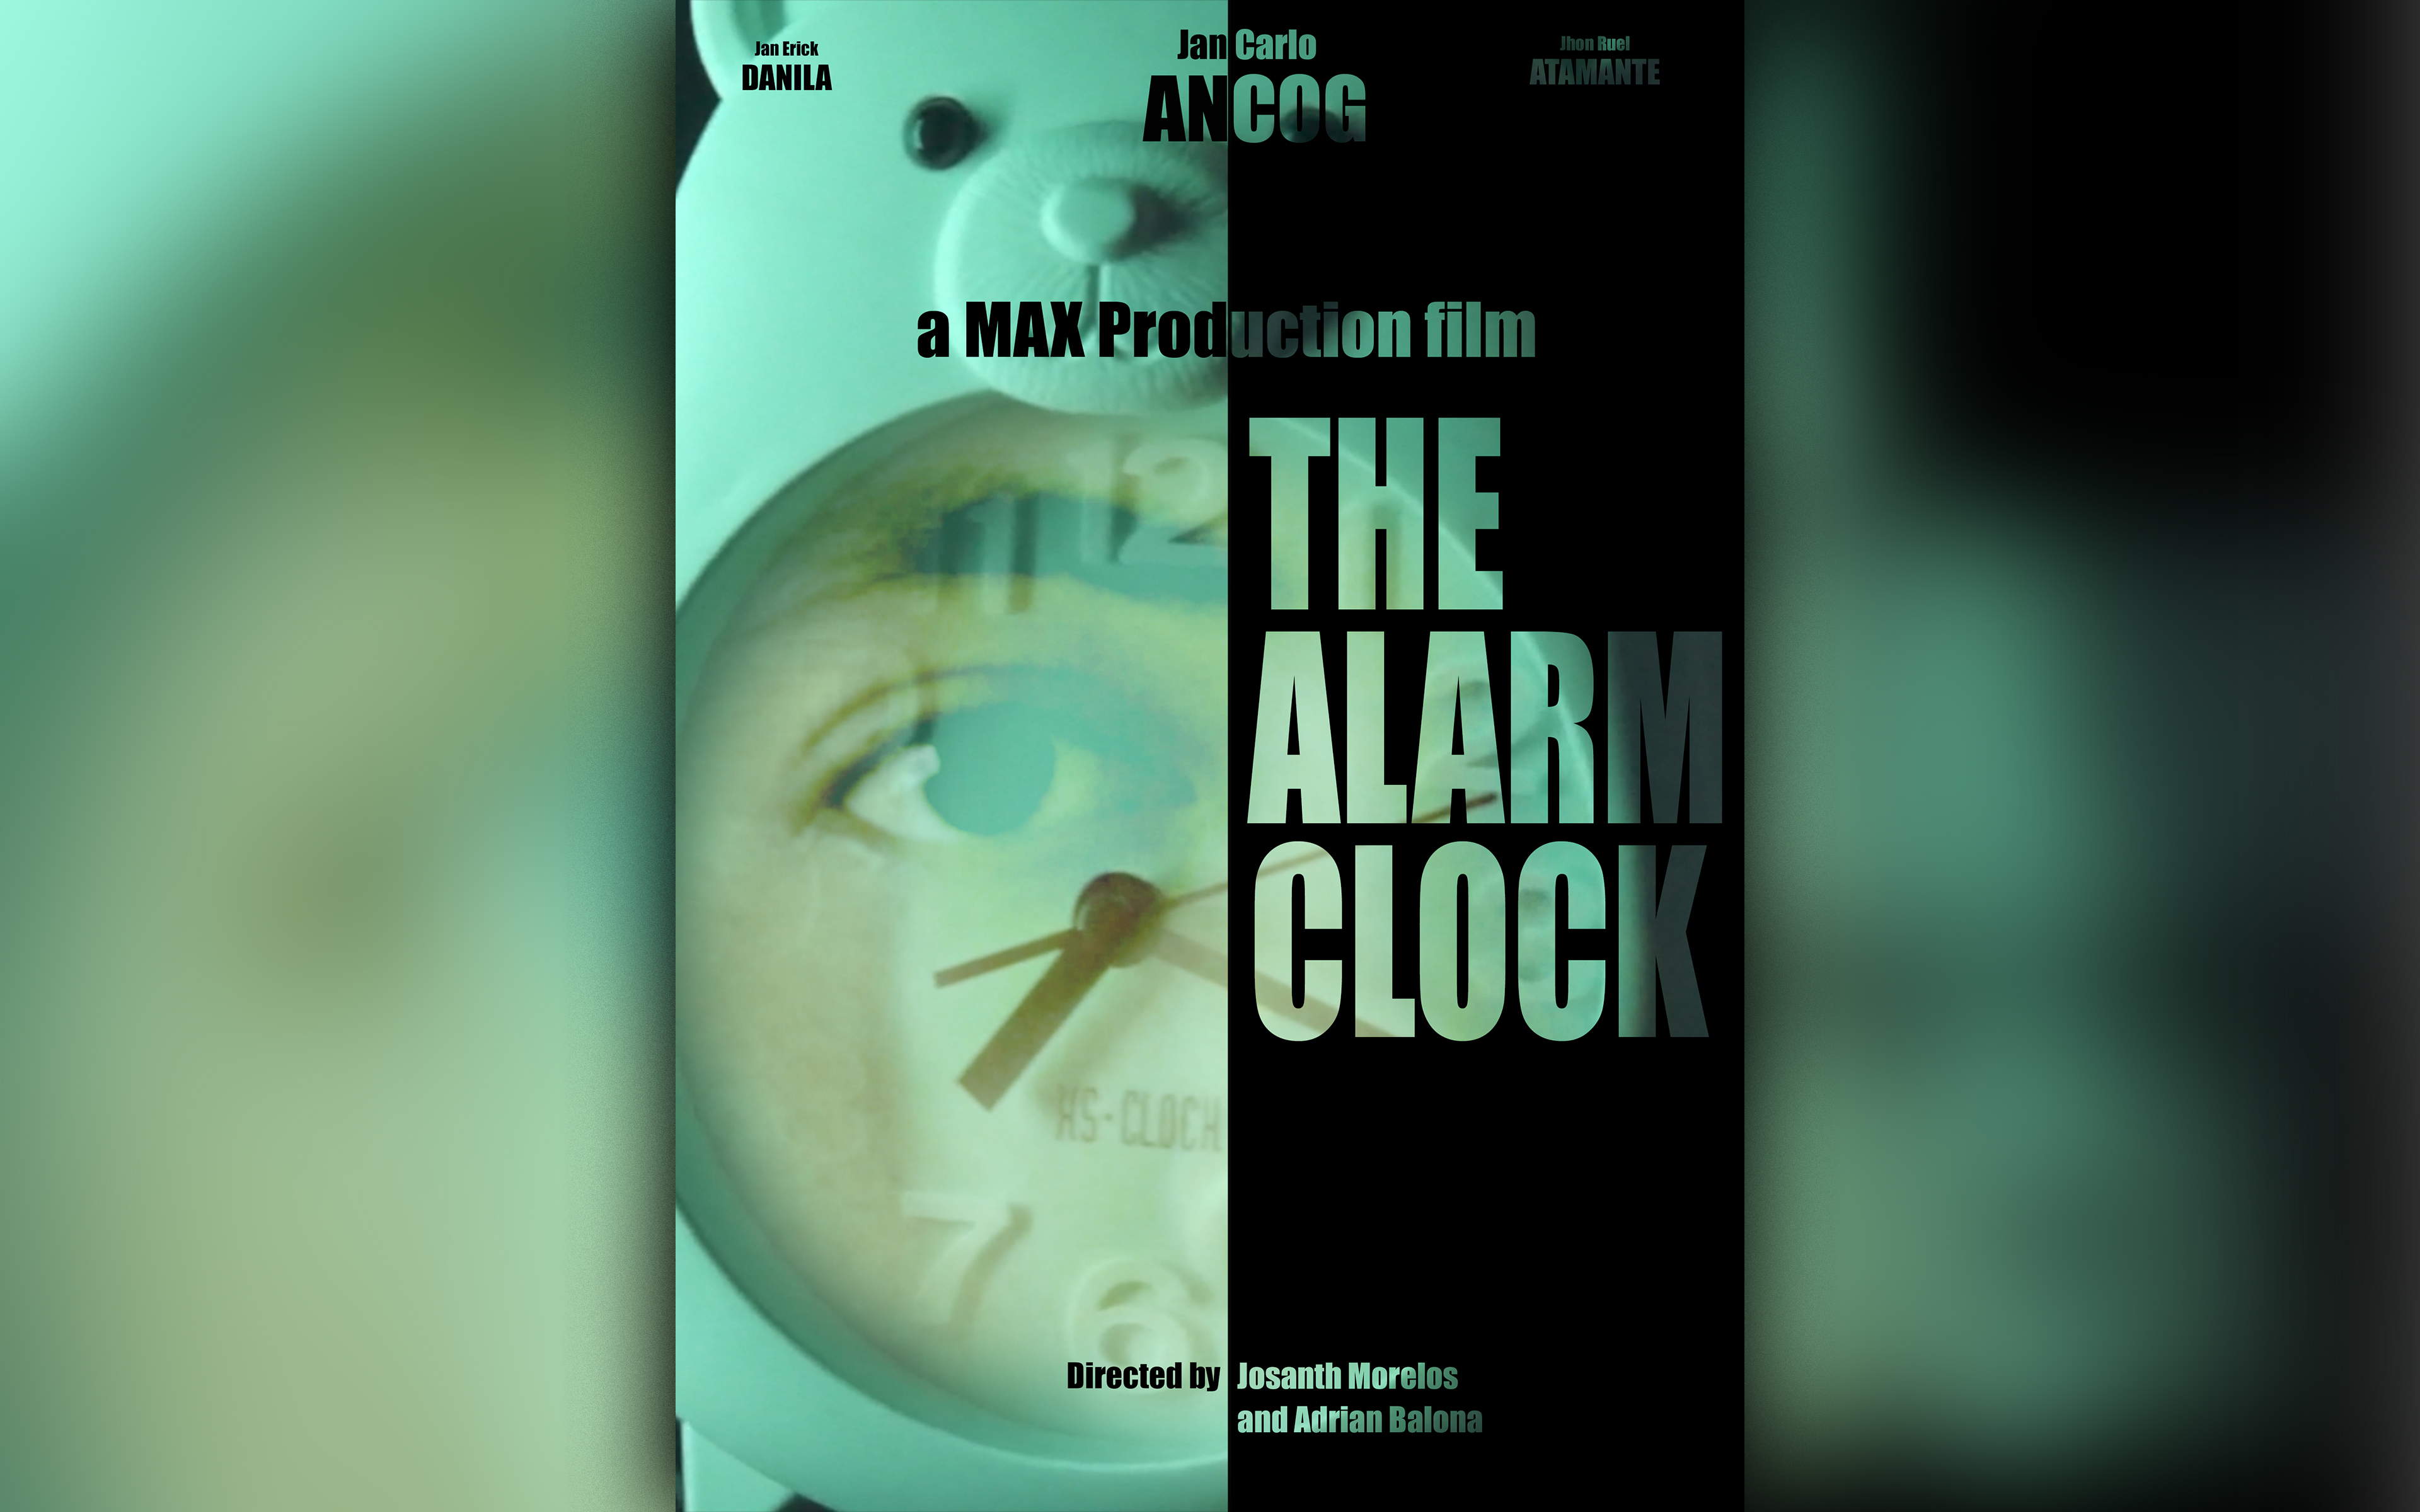 Jan Erick
DANILA
Jan Carlo
ANCOG
Jhon Ruel
ATAMANTE
a MAX Production film
THE
ALARM
CLOCK
12
11
XS-CLOCK
7
6
Directed by Josanth Morelos
and Adrian Balona